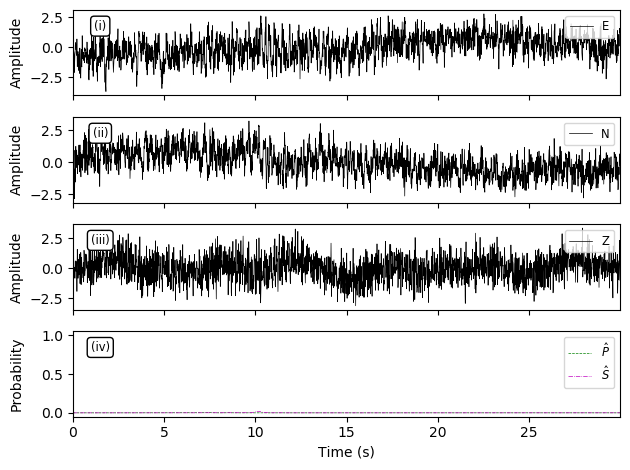 Amplitude
2.5
0.0
−2.5
(i)
E
Amplitude
2.5
0.0
−2.5
(ii)
N
Amplitude
2.5
0.0
−2.5
(iii)
Z
Probability
1.0
0.5
0.0
(iv)
P̂
Ŝ
0 5 10 15 20 25
Time (s)